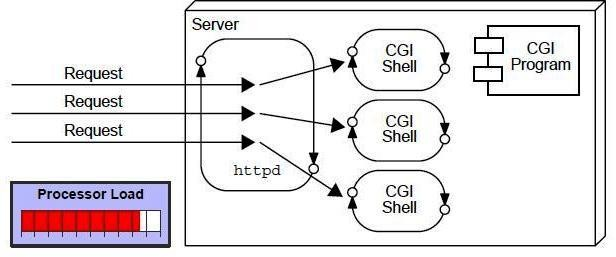 Server
CGI
Shell
CGI
Program
Request
Request
CGI
Shell
Request
httpd
CGI
Shell
Processor Load